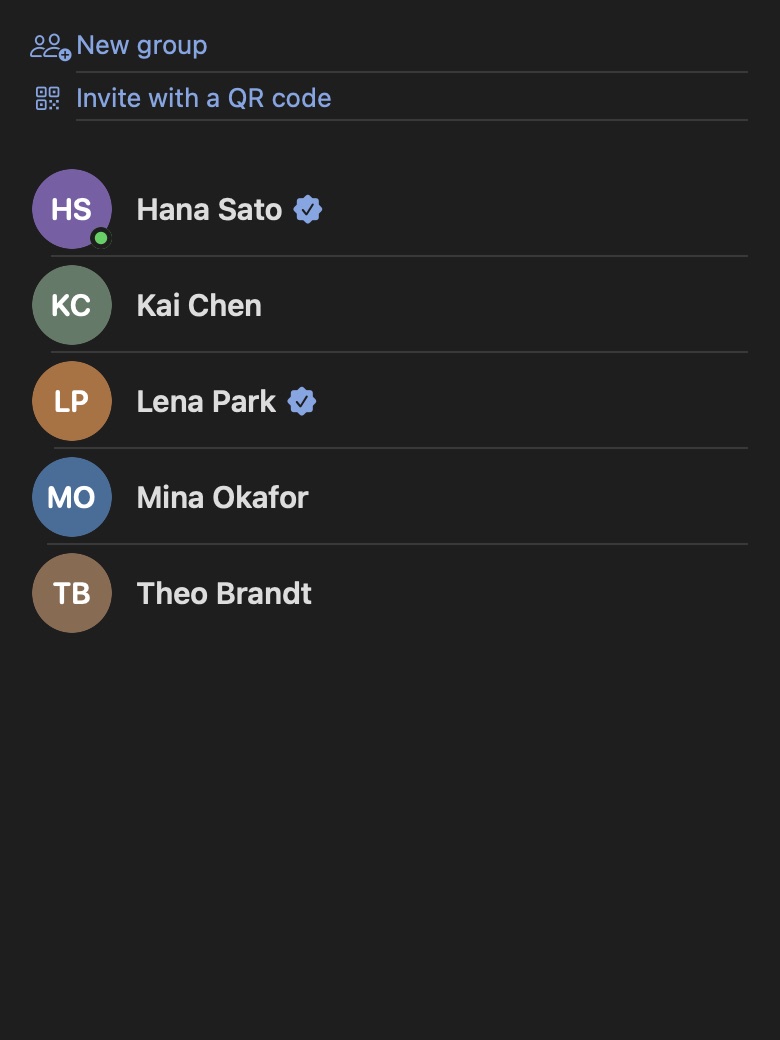 New group
Invite with a QR code
HS
Hana Sato
KC
Kai Chen
LP
Lena Park
MO
Mina Okafor
TB
Theo Brandt